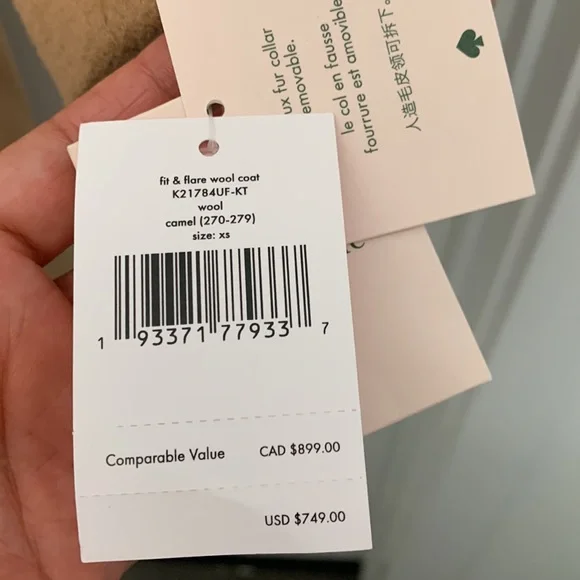 fit & flare wool coat
K21784UF-KT
wool
camel (270-279)
size: xs
1 93371 77933 7
Comparable Value CAD $899.00
USD $749.00
fur collar
le col en fausse
fourrure est amovible
人造毛皮领可拆下。